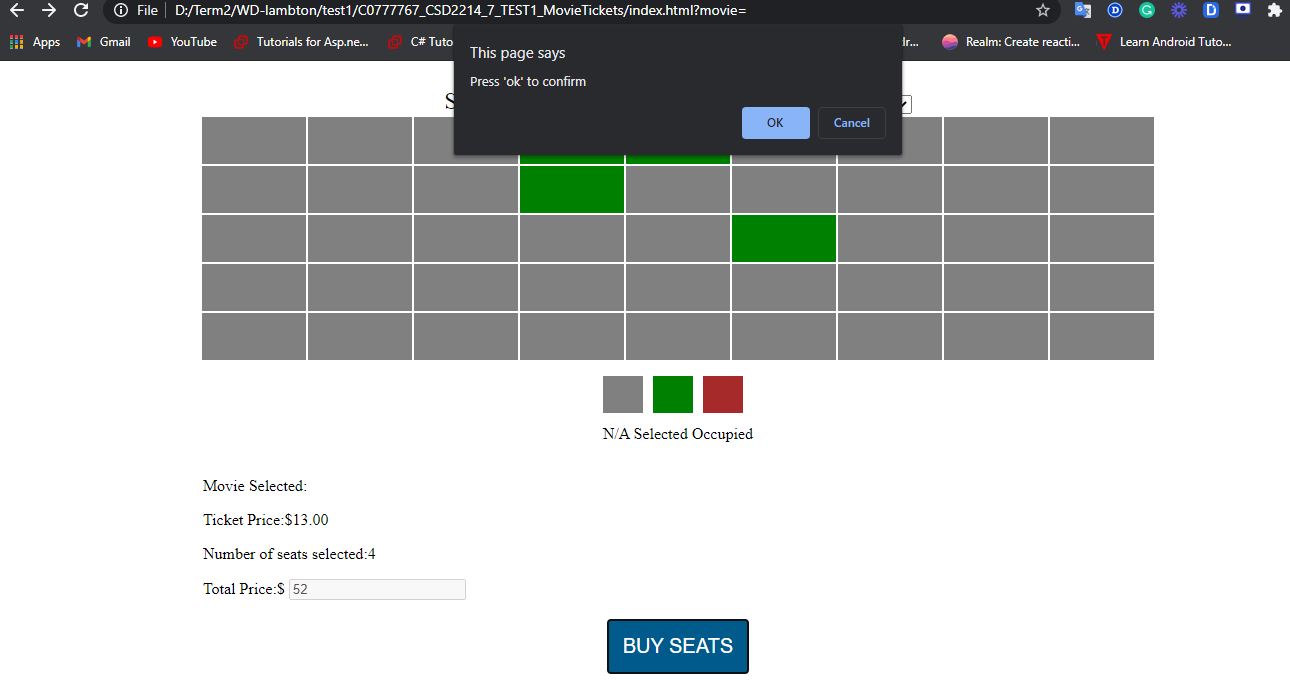 File D:/Term2/WD-lambton/test1/C0777767_CSD2214_7_TEST1_MovieTickets/index.html?movie=
Apps Gmail YouTube Tutorials for Asp.ne... C# Tuto dr... Realm: Create reacti... Learn Android Tuto...
This page says
Press 'ok' to confirm
OK Cancel
S
N/A Selected Occupied
Movie Selected:
Ticket Price:$13.00
Number of seats selected:4
Total Price:$ 52
BUY SEATS